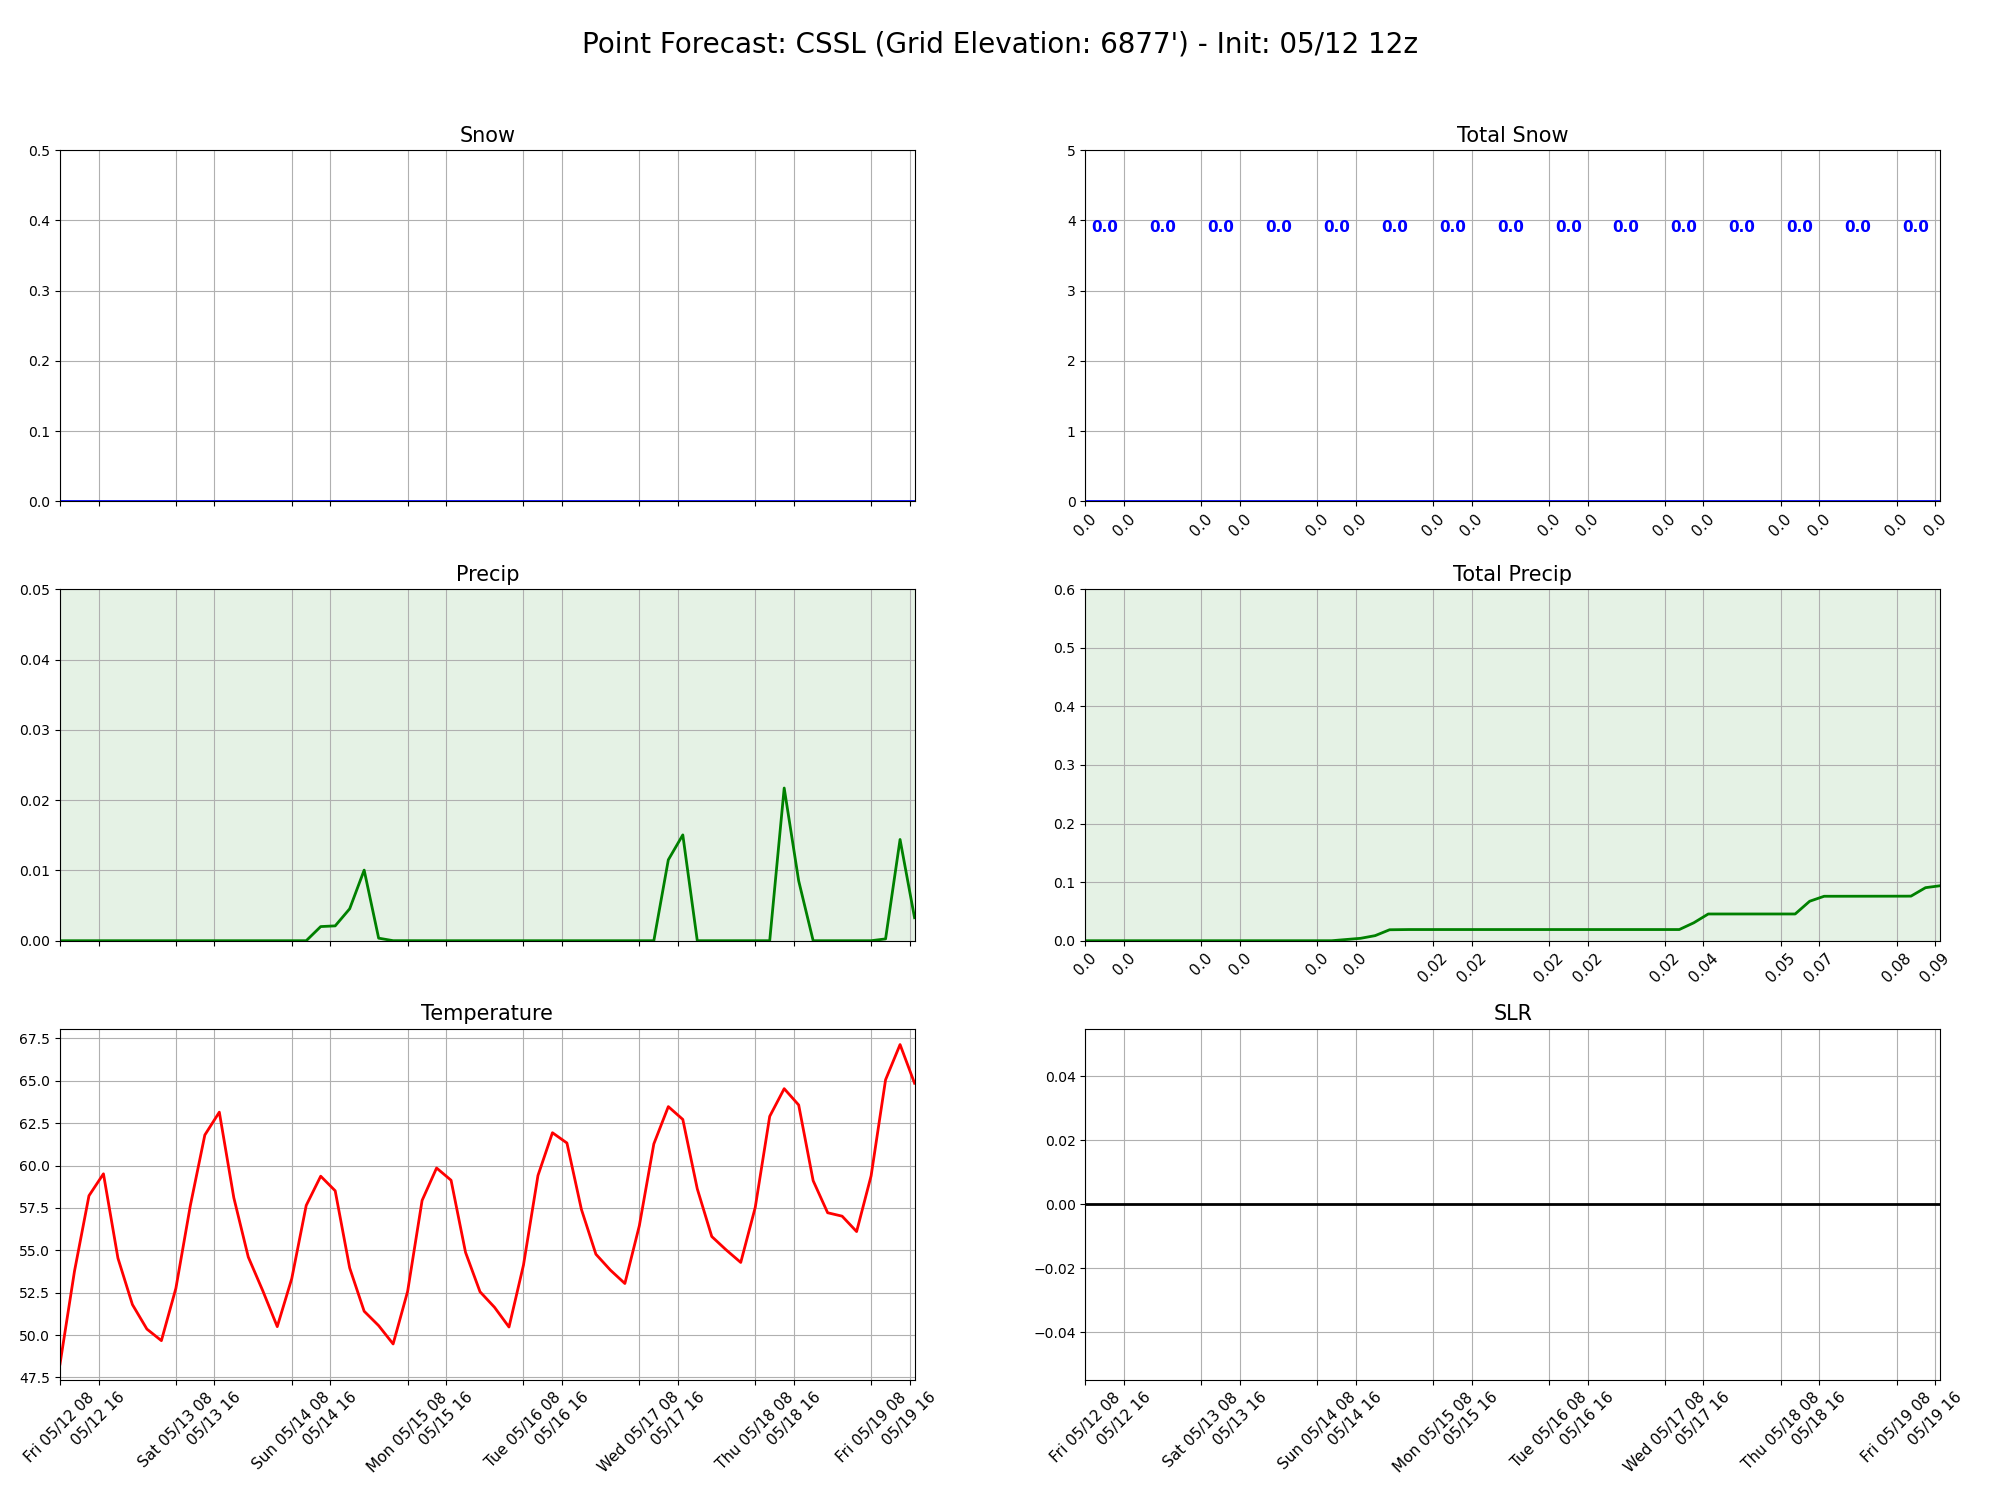 Point Forecast: CSSL (Grid Elevation: 6877') - Init: 05/12 12z
Snow
0.5
0.4
0.3
0.2
0.1
0.0
Total Snow
5
4
3
2
1
0
0.0 0.0 0.0 0.0 0.0 0.0 0.0 0.0 0.0 0.0 0.0 0.0 0.0 0.0 0.0
0.0 0.0 0.0 0.0 0.0 0.0 0.0 0.0 0.0 0.0 0.0 0.0 0.0 0.0 0.0 0.0
Precip
0.05
0.04
0.03
0.02
0.01
0.00
Total Precip
0.6
0.5
0.4
0.3
0.2
0.1
0.0
0.0 0.0 0.0 0.0 0.0 0.0 0.02 0.02 0.02 0.02 0.02 0.04 0.05 0.07 0.08 0.09
Temperature
67.5
65.0
62.5
60.0
57.5
55.0
52.5
50.0
47.5
Fri 05/12 08
05/12 16
Sat 05/13 08
05/13 16
Sun 05/14 08
05/14 16
Mon 05/15 08
05/15 16
Tue 05/16 08
05/16 16
Wed 05/17 08
05/17 16
Thu 05/18 08
05/18 16
Fri 05/19 08
05/19 16
SLR
0.04
0.02
0.00
−0.02
−0.04
Fri 05/12 08
05/12 16
Sat 05/13 08
05/13 16
Sun 05/14 08
05/14 16
Mon 05/15 08
05/15 16
Tue 05/16 08
05/16 16
Wed 05/17 08
05/17 16
Thu 05/18 08
05/18 16
Fri 05/19 08
05/19 16